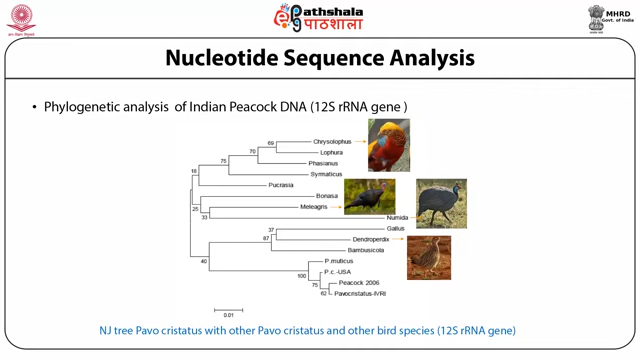 ePathshala
पाठशाला
MHRD
Govt. of India
Nucleotide Sequence Analysis
• Phylogenetic analysis of Indian Peacock DNA (12S rRNA gene )
Chrysolophus
69
Lophura
70
Phasianus
75
Syrmaticus
18
Pucrasia
Bonasa
25
Meleagris
33
Numida
37
Gallus
67
Dendroperdix
Bambusicola
40
P.muticus
100
P.c.-USA
75
Peacock 2006
62
Pavocristatus-IVRI
0.01
NJ tree Pavo cristatus with other Pavo cristatus and other bird species (12S rRNA gene)